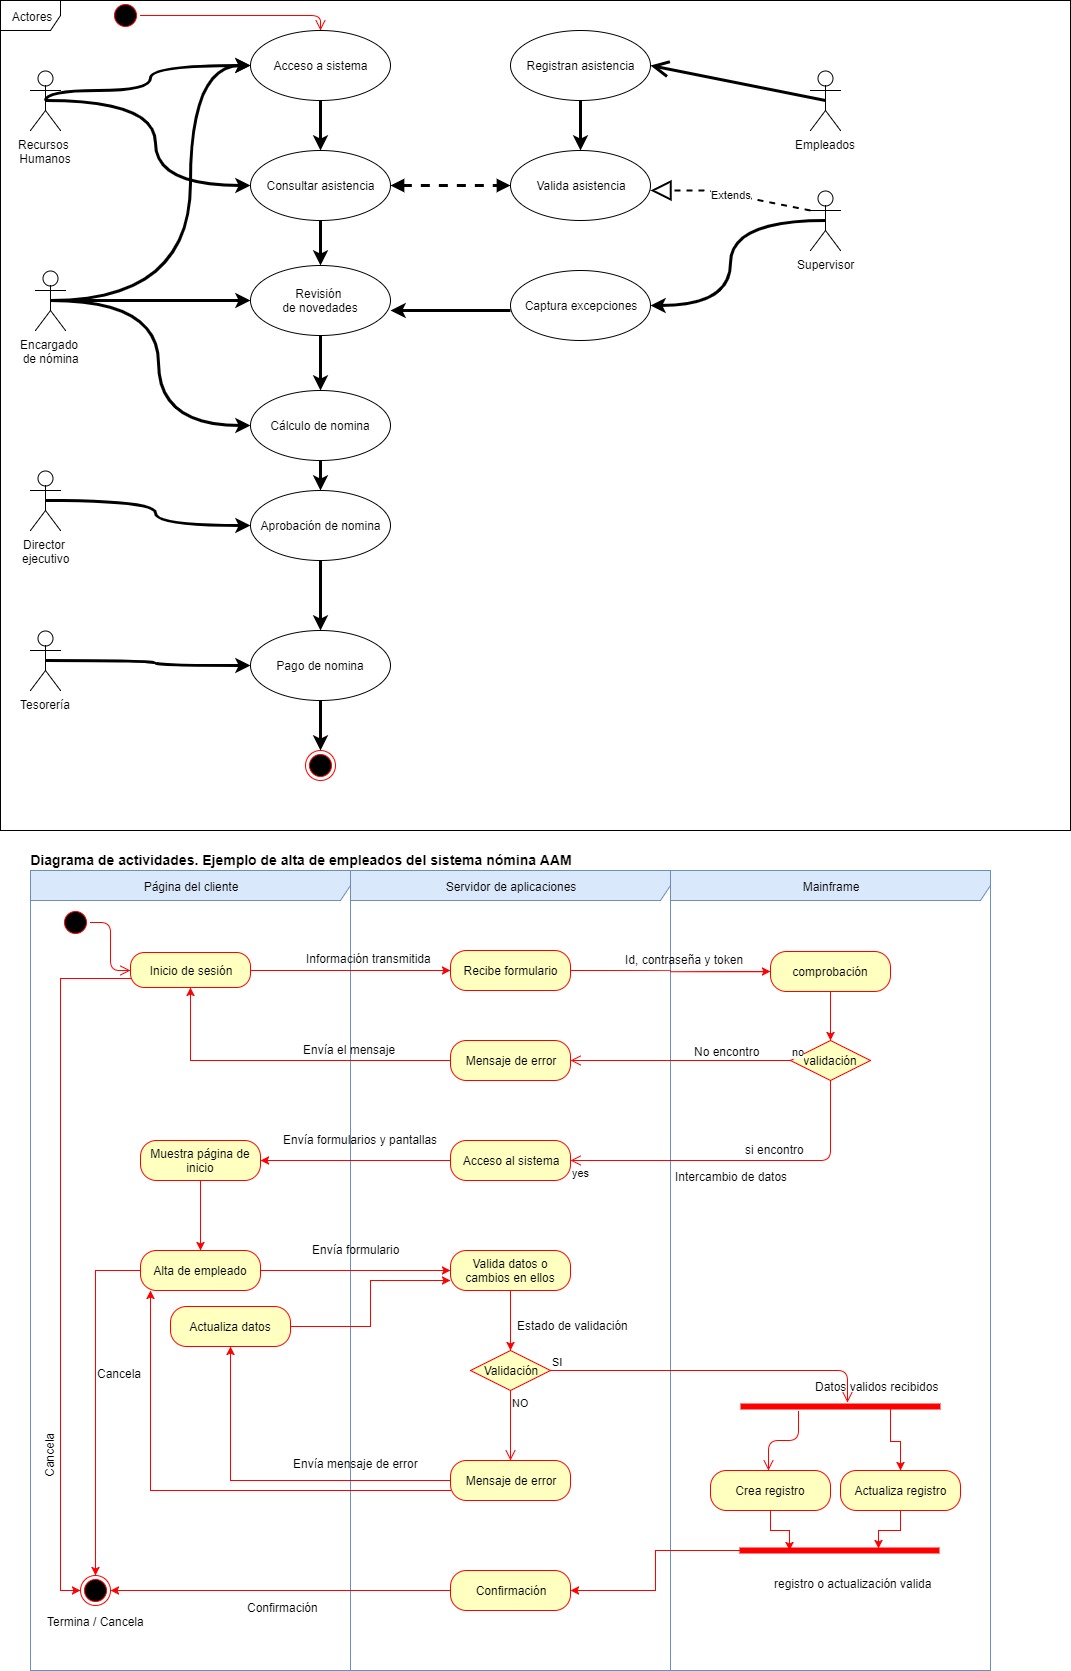 Actores
Acceso a sistema
Registran asistencia
Recursos
Humanos
Empleados
Consultar asistencia
Valida asistencia
Extends,
Supervisor
Revisión
de novedades
Captura excepciones
Encargado
de nómina
Cálculo de nomina
Aprobación de nomina
Director
ejecutivo
Pago de nomina
Tesorería
Diagrama de actividades. Ejemplo de alta de empleados del sistema nómina AAM
Página del cliente
Servidor de aplicaciones
Mainframe
Inicio de sesión
Información transmitida
Recibe formulario
Id, contraseña y token
comprobación
Envía el mensaje
Mensaje de error
No encontro
no
validación
Muestra página de
inicio
Envía formularios y pantallas
Acceso al sistema
yes
si encontro
Intercambio de datos
Alta de empleado
Envía formulario
Valida datos o
cambios en ellos
Actualiza datos
Estado de validación
Validación
SI
NO
Datos validos recibidos
Cancela
Cancela
Envía mensaje de error
Mensaje de error
Crea registro
Actualiza registro
registro o actualización valida
Confirmación
Confirmación
Termina / Cancela